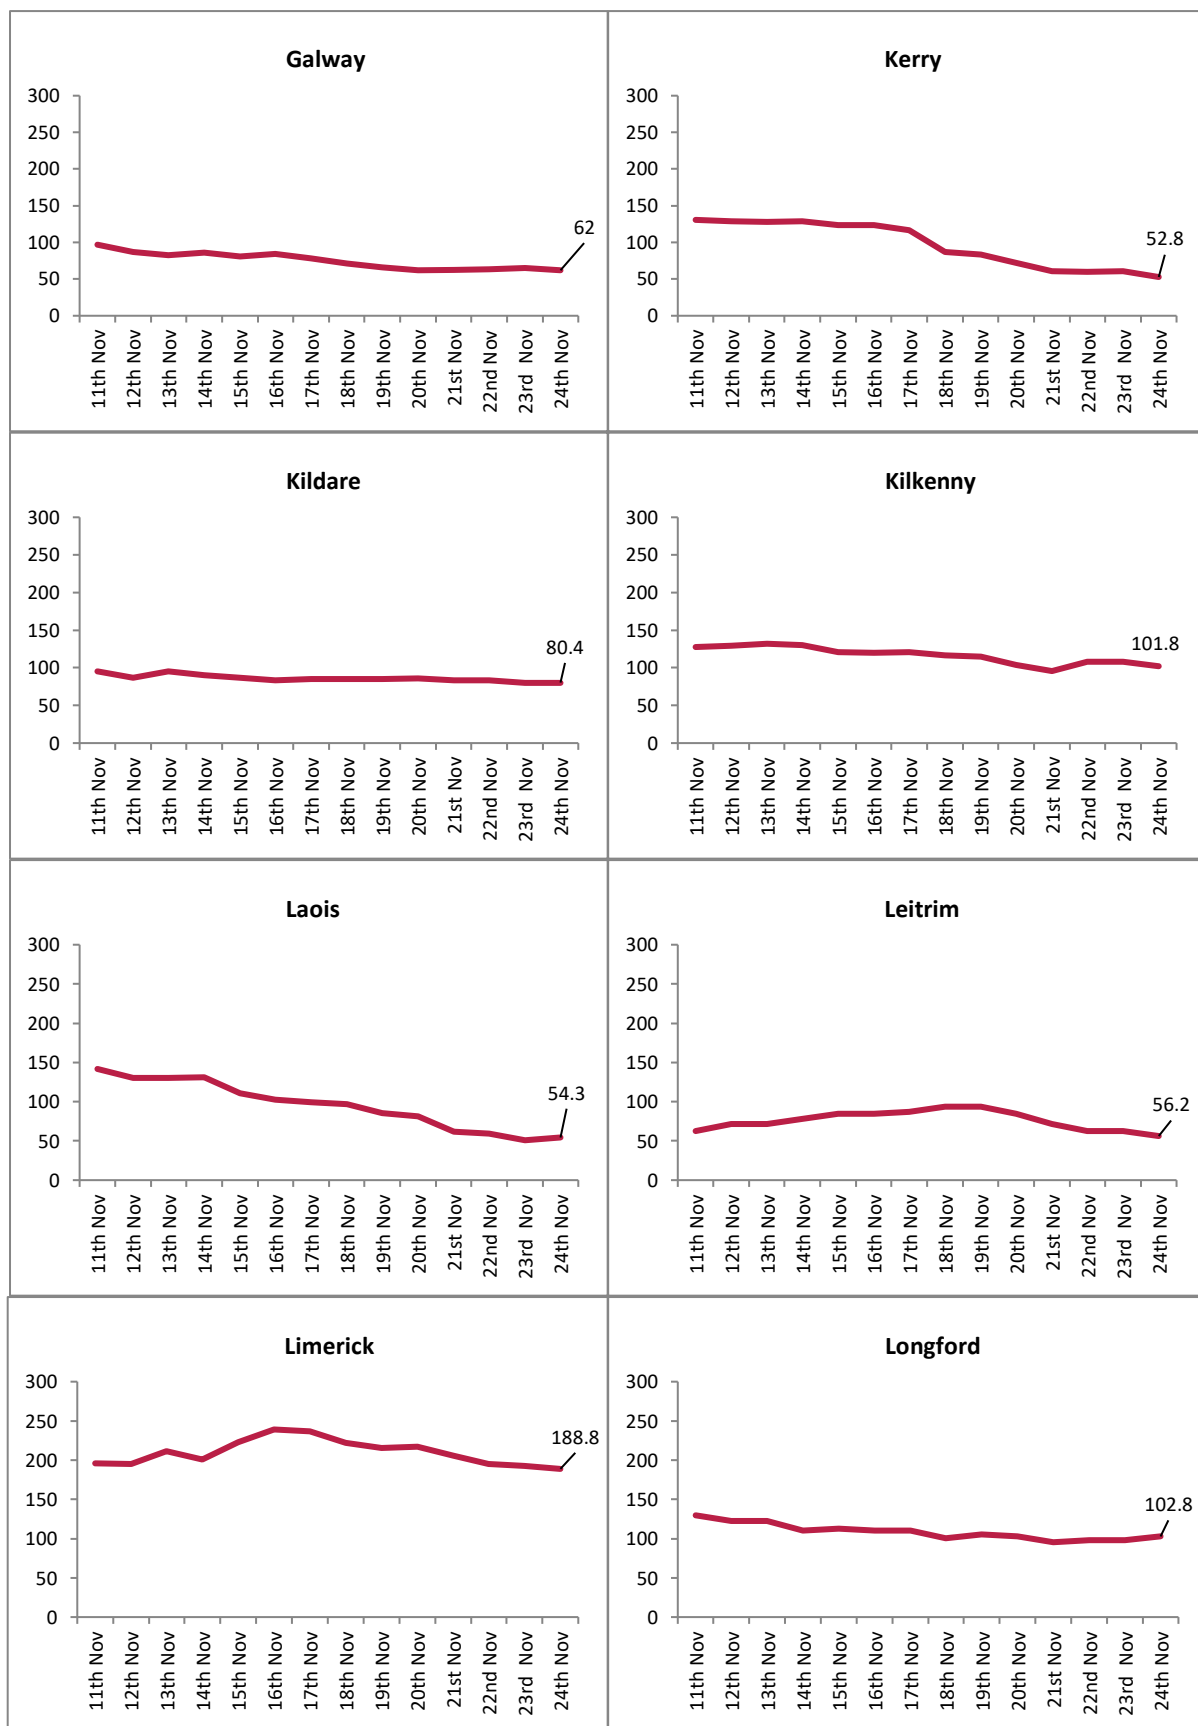 Galway
300
250
200
150
100
50
0
62
11th Nov
12th Nov
13th Nov
14th Nov
15th Nov
16th Nov
17th Nov
18th Nov
19th Nov
20th Nov
21st Nov
22nd Nov
23rd Nov
24th Nov
Kerry
300
250
200
150
100
50
0
52.8
11th Nov
12th Nov
13th Nov
14th Nov
15th Nov
16th Nov
17th Nov
18th Nov
19th Nov
20th Nov
21st Nov
22nd Nov
23rd Nov
24th Nov
Kildare
300
250
200
150
100
50
0
80.4
11th Nov
12th Nov
13th Nov
14th Nov
15th Nov
16th Nov
17th Nov
18th Nov
19th Nov
20th Nov
21st Nov
22nd Nov
23rd Nov
24th Nov
Kilkenny
300
250
200
150
100
50
0
101.8
11th Nov
12th Nov
13th Nov
14th Nov
15th Nov
16th Nov
17th Nov
18th Nov
19th Nov
20th Nov
21st Nov
22nd Nov
23rd Nov
24th Nov
Laois
300
250
200
150
100
50
0
54.3
11th Nov
12th Nov
13th Nov
14th Nov
15th Nov
16th Nov
17th Nov
18th Nov
19th Nov
20th Nov
21st Nov
22nd Nov
23rd Nov
24th Nov
Leitrim
300
250
200
150
100
50
0
56.2
11th Nov
12th Nov
13th Nov
14th Nov
15th Nov
16th Nov
17th Nov
18th Nov
19th Nov
20th Nov
21st Nov
22nd Nov
23rd Nov
24th Nov
Limerick
300
250
200
150
100
50
0
188.8
11th Nov
12th Nov
13th Nov
14th Nov
15th Nov
16th Nov
17th Nov
18th Nov
19th Nov
20th Nov
21st Nov
22nd Nov
23rd Nov
24th Nov
Longford
300
250
200
150
100
50
0
102.8
11th Nov
12th Nov
13th Nov
14th Nov
15th Nov
16th Nov
17th Nov
18th Nov
19th Nov
20th Nov
21st Nov
22nd Nov
23rd Nov
24th Nov